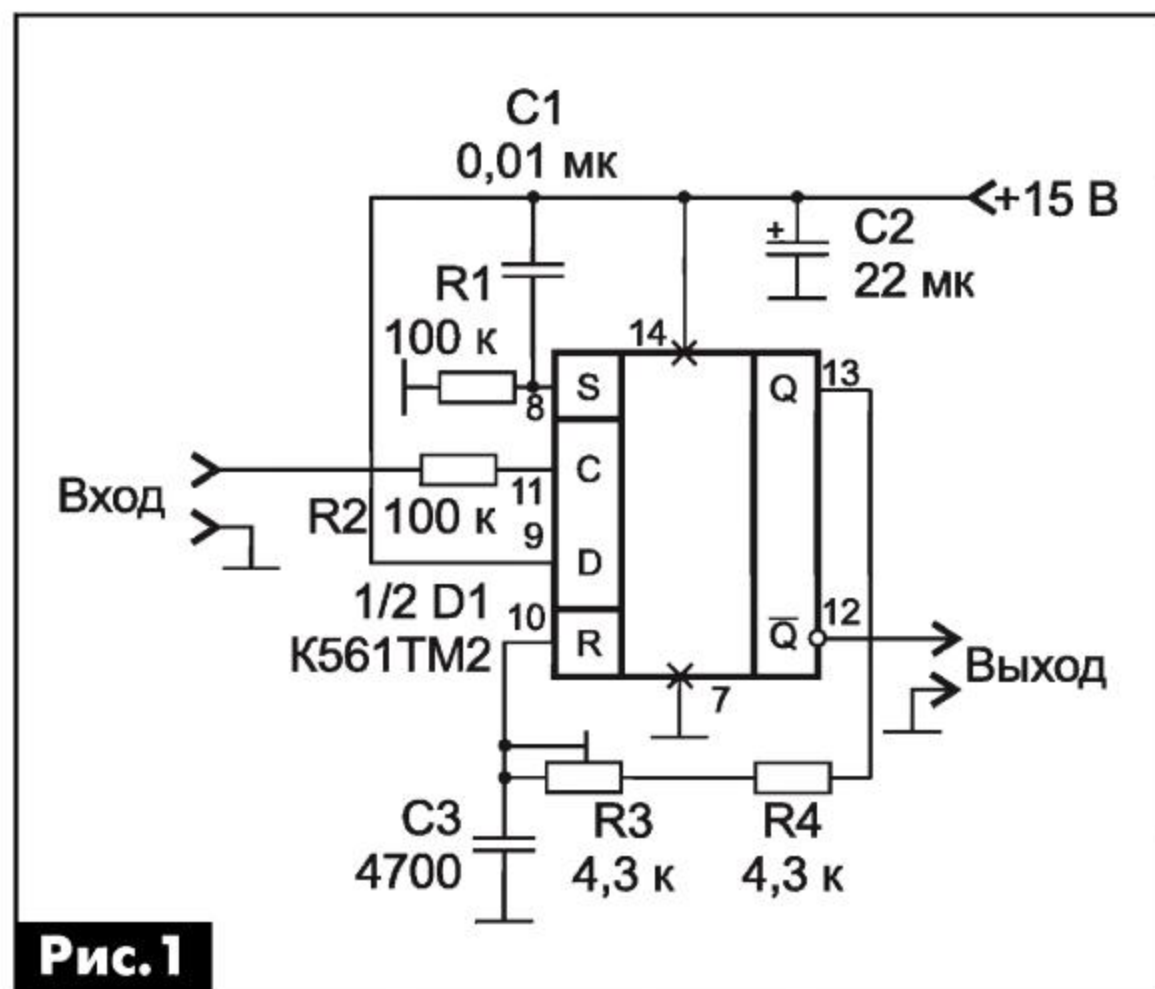 C1
0,01 мк
+15 В
+
C2
22 мк
R1
100 к
14
8
S
Q
13
Вход
C
11
R2 100 к
9
D
1/2 D1
10
К561ТМ2
R
Q̅
12
Выход
7
C3
4700
R3
4,3 к
R4
4,3 к
Рис.1